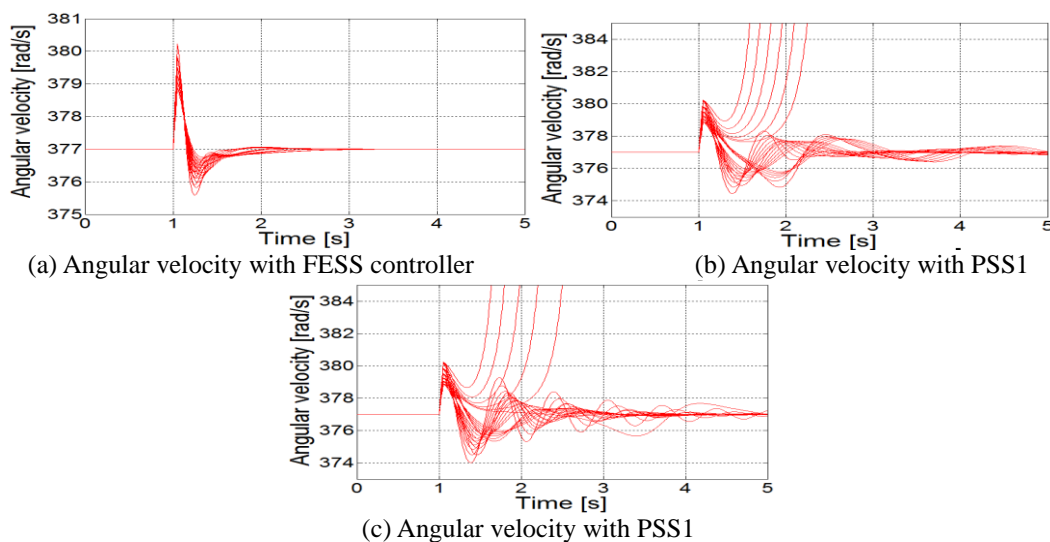 381
380
379
378
377
376
375
Angular velocity [rad/s]
0 1 2 3 4 5
Time [s]
(a) Angular velocity with FESS controller
384
382
380
378
376
374
Angular velocity [rad/s]
0 1 2 3 4 5
Time [s]
(b) Angular velocity with PSS1
384
382
380
378
376
374
Angular velocity [rad/s]
0 1 2 3 4 5
Time [s]
(c) Angular velocity with PSS1